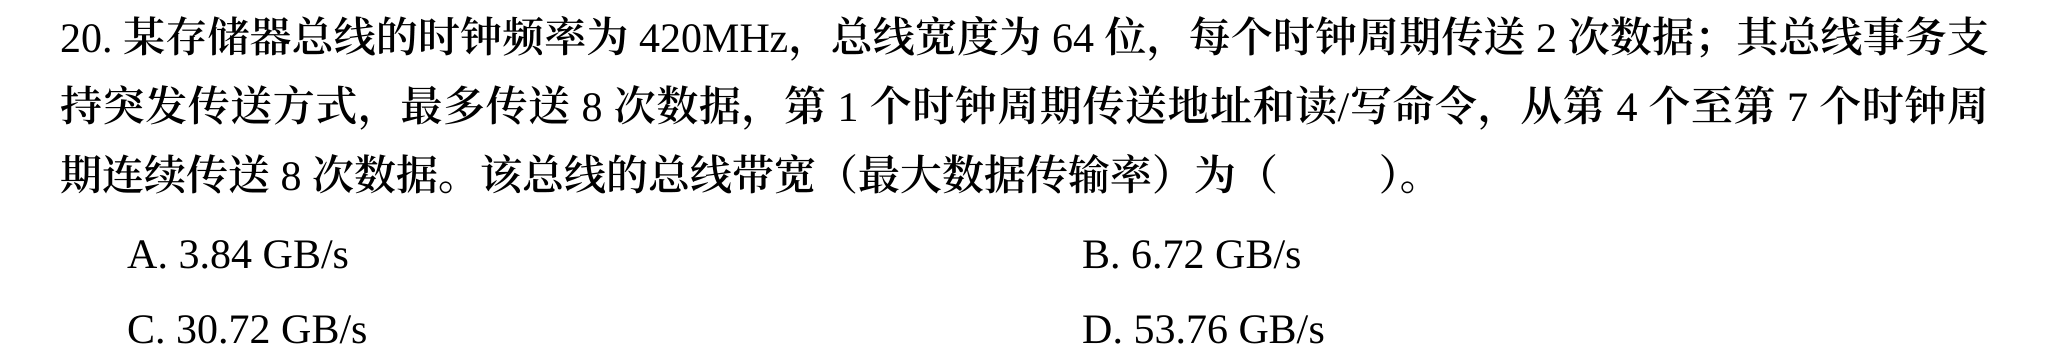 20. 某存储器总线的时钟频率为 420MHz，总线宽度为 64 位，每个时钟周期传送 2 次数据；其总线事务支
持突发传送方式，最多传送 8 次数据，第 1 个时钟周期传送地址和读/写命令，从第 4 个至第 7 个时钟周
期连续传送 8 次数据。该总线的总线带宽（最大数据传输率）为（　　）。
A. 3.84 GB/s
B. 6.72 GB/s
C. 30.72 GB/s
D. 53.76 GB/s